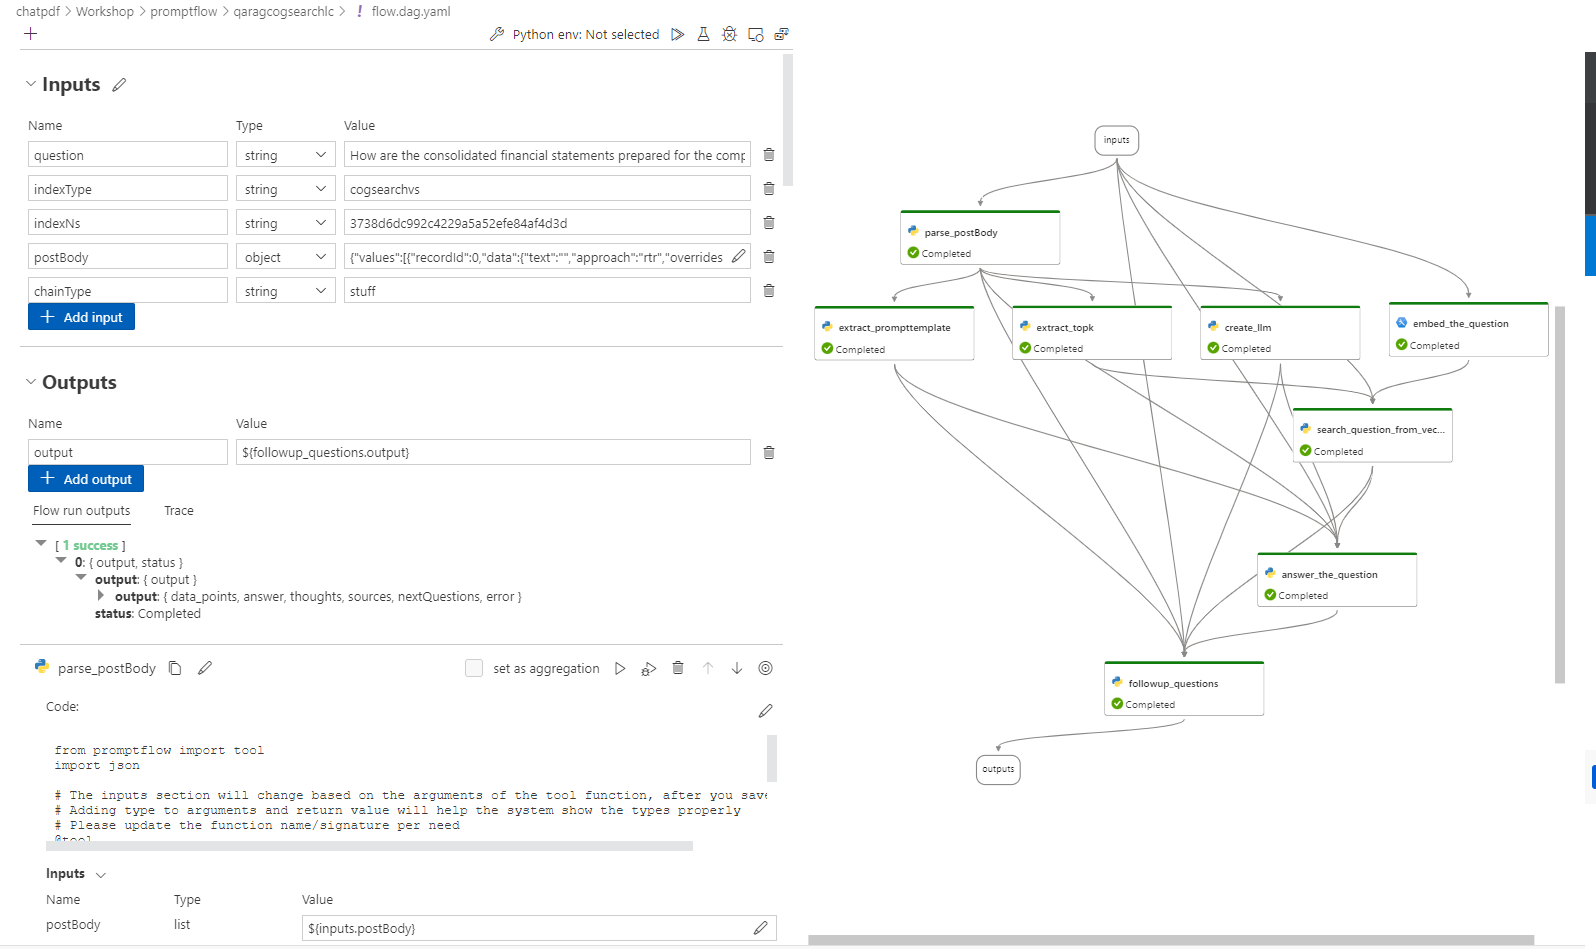 chatpdf > Workshop > promptflow > qaragcogsearchlc > ! flow.dag.yaml
Python env: Not selected
Inputs
Name Type Value
question string How are the consolidated financial statements prepared for the comp
indexType string cogsearchvs
indexNs string 3738d6dc992c4229a5a52efe84af4d3d
postBody object {"values":[{"recordId":0,"data":{"text":"","approach":"rtr","overrides
chainType string stuff
+ Add input
Outputs
Name Value
output ${followup_questions.output}
+ Add output
Flow run outputs Trace
[ 1 success ]
0: { output, status }
output: { output }
output: { data_points, answer, thoughts, sources, nextQuestions, error }
status: Completed
parse_postBody set as aggregation
Code:
from promptflow import tool
import json
# The inputs section will change based on the arguments of the tool function, after you save
# Adding type to arguments and return value will help the system show the types properly
# Please update the function name/signature per need
@tool
Inputs
Name Type Value
postBody list ${inputs.postBody}
inputs
parse_postBody
Completed
extract_prompttemplate
Completed
extract_topk
Completed
create_llm
Completed
embed_the_question
Completed
search_question_from_vec...
Completed
answer_the_question
Completed
followup_questions
Completed
outputs